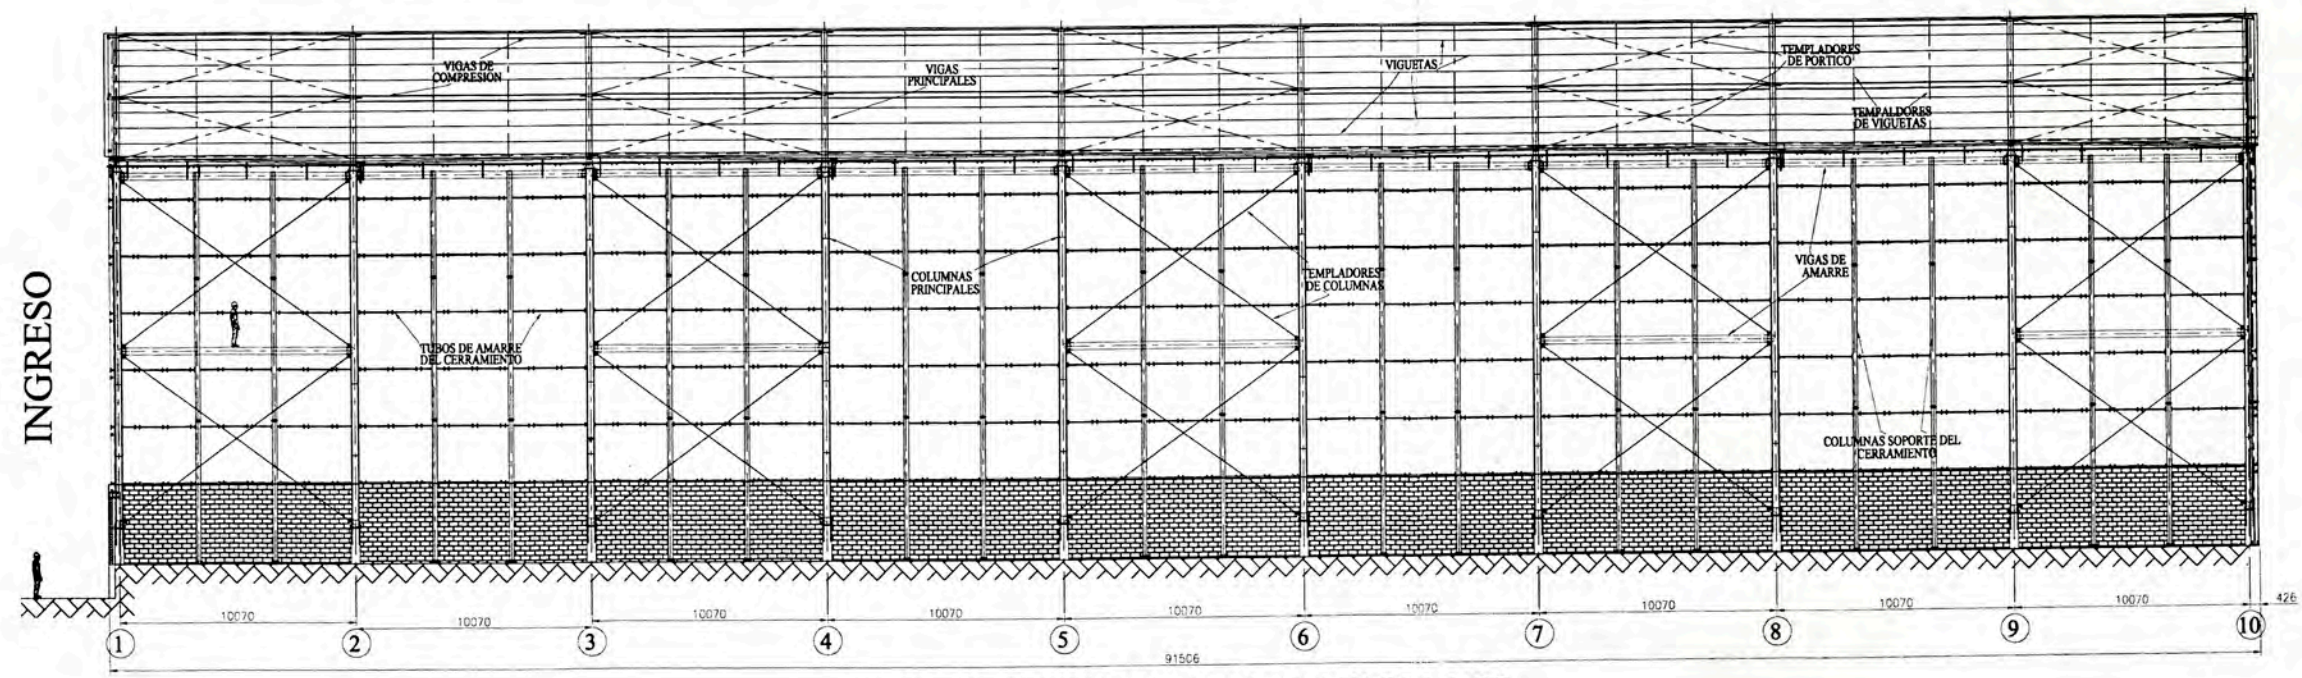 VIGAS DE
COMPRESION
VIGAS
PRINCIPALES
VIGUETAS
TEMPLADORES
DE PORTICO
TEMPALDORES
DE VIGUETAS
INGRESO
TUBOS DE AMARRE
DEL CERRAMIENTO
COLUMNAS
PRINCIPALES
TEMPLADORES
DE COLUMNAS
VIGAS DE
AMARRE
COLUMNAS SOPORTE DEL
CERRAMIENTO
10070 10070 10070 10070 10070 10070 10070 10070 10070 426
1 2 3 4 5 6 7 8 9 10
91506